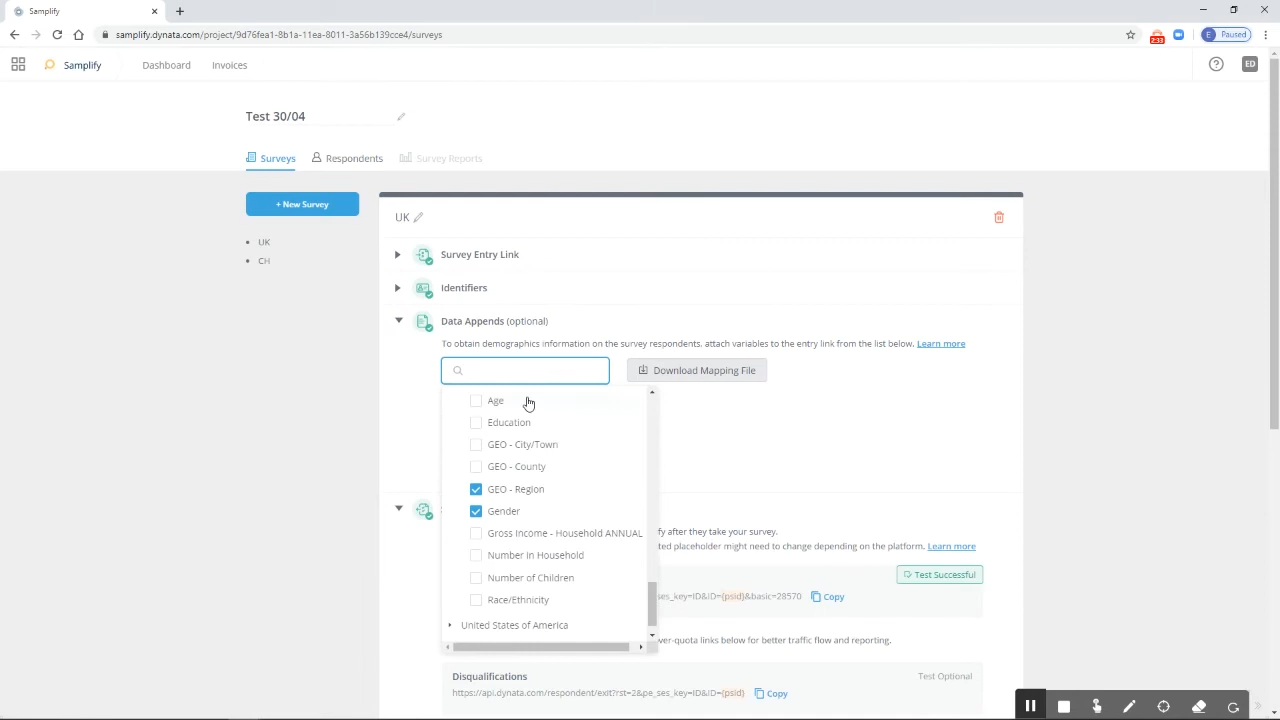 Samplify
samplify.dynata.com/project/9d76fea1-8b1a-11ea-8011-3a56b139cce4/surveys
2:33
E Paused
Samplify Dashboard Invoices
ED
Test 30/04
Surveys Respondents Survey Reports
+ New Survey
UK
UK
CH
Survey Entry Link
Identifiers
Data Appends (optional)
To obtain demographics information on the survey respondents. attach variables to the entry link from the list below. Learn more
Download Mapping File
Age
Education
GEO - City/Town
GEO - County
GEO - Region
Gender
Gross Income - Household ANNUAL
fy after they take your survey.
ted placeholder might need to change depending on the platform. Learn more
Number in Household
Number of Children
Test Successful
Race/Ethnicity
_ses_key=ID&ID={psid}&basic=28570 Copy
United States of America
ver-quota links below for better traffic flow and reporting.
Disqualifications Test Optional
https://api.dynata.com/respondent/exit?rst=2&pe_ses_key=ID&ID={psid} Copy